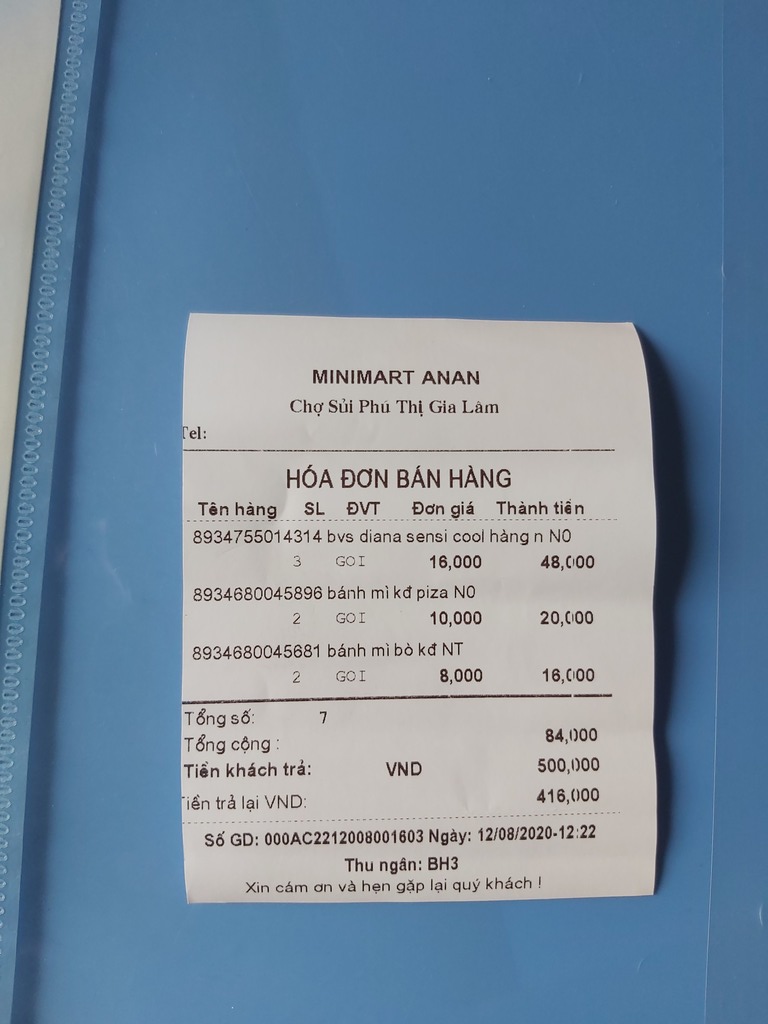 MINIMART ANAN
Chợ Sủi Phú Thị Gia Lâm
Tel:
HÓA ĐƠN BÁN HÀNG
Tên hàng SL ĐVT Đơn giá Thành tiền
8934755014314 bvs diana sensi cool hàng n N0
3 GOI 16,000 48,000
8934680045896 bánh mì kđ piza N0
2 GOI 10,000 20,000
8934680045681 bánh mì bò kđ NT
2 GOI 8,000 16,000
Tổng số: 7
Tổng cộng : 84,000
Tiền khách trả: VND 500,000
Tiền trả lại VND: 416,000
Số GD: 000AC2212008001603 Ngày: 12/08/2020-12:22
Thu ngân: BH3
Xin cám ơn và hẹn gặp lại quý khách !